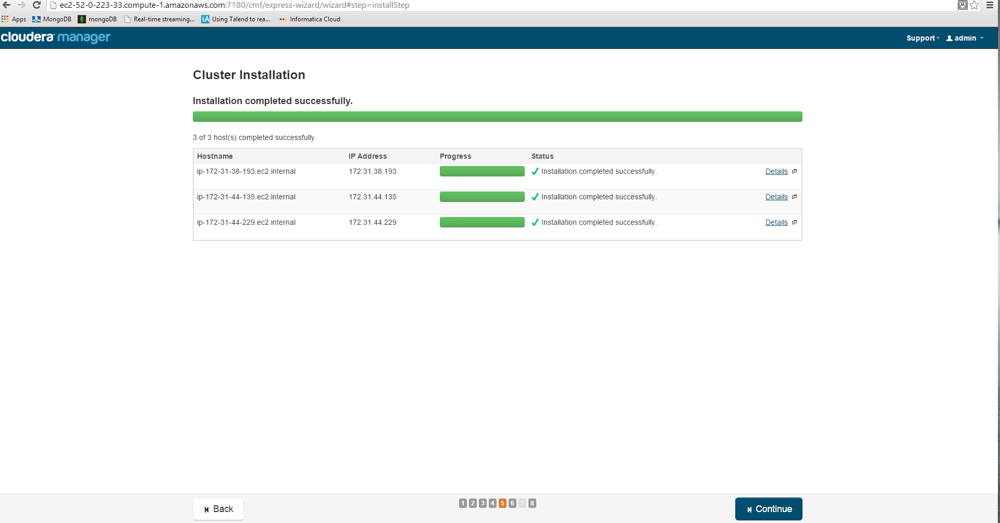 ec2-52-0-223-33.compute-1.amazonaws.com:7180/cmf/express-wizard/wizard#step=installStep
Apps MongoDB mongoDB Real-time streaming... iA Using Talend to rea... Informatica Cloud
cloudera manager Support admin
Cluster Installation
Installation completed successfully.
3 of 3 host(s) completed successfully.
Hostname IP Address Progress Status
ip-172-31-38-193.ec2.internal 172.31.38.193 Installation completed successfully. Details
ip-172-31-44-135.ec2.internal 172.31.44.135 Installation completed successfully. Details
ip-172-31-44-229.ec2.internal 172.31.44.229 Installation completed successfully. Details
Back 1 2 3 4 5 6 7 8 Continue